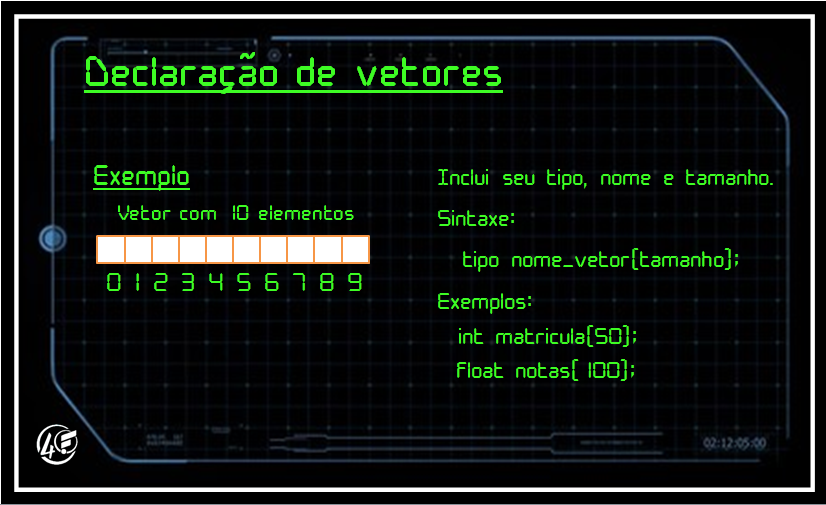 Declaração de vetores
Exemplo
Vetor com 10 elementos
0 1 2 3 4 5 6 7 8 9
Inclui seu tipo, nome e tamanho.
Sintaxe:
tipo nome_vetor[tamanho];
Exemplos:
int matricula[50];
float notas[ 100];
02:12:05:00